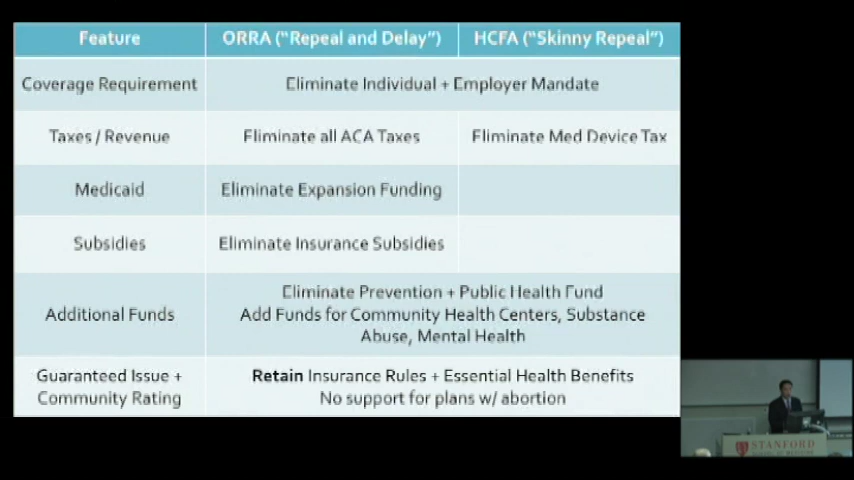 Feature ORRA ("Repeal and Delay") HCFA ("Skinny Repeal")
Coverage Requirement Eliminate Individual + Employer Mandate
Taxes / Revenue Eliminate all ACA Taxes Eliminate Med Device Tax
Medicaid Eliminate Expansion Funding
Subsidies Eliminate Insurance Subsidies
Additional Funds Eliminate Prevention + Public Health Fund
Add Funds for Community Health Centers, Substance
Abuse, Mental Health
Guaranteed Issue +
Community Rating
Retain Insurance Rules + Essential Health Benefits
No support for plans w/ abortion
STANFORD